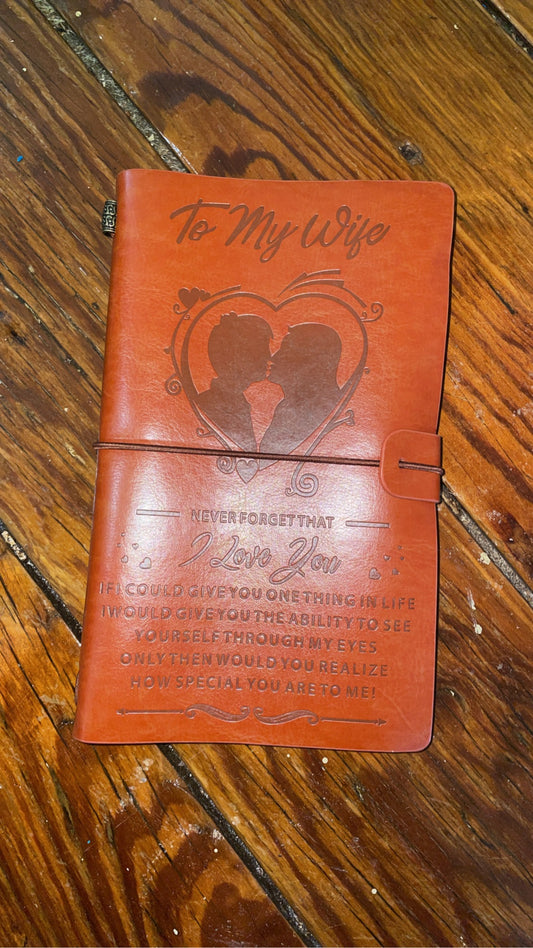 To My Wife
NEVER FORGET THAT
I Love You
IF I COULD GIVE YOU ONE THING IN LIFE
I WOULD GIVE YOU THE ABILITY TO SEE
YOURSELF THROUGH MY EYES
ONLY THEN WOULD YOU REALIZE
HOW SPECIAL YOU ARE TO ME!